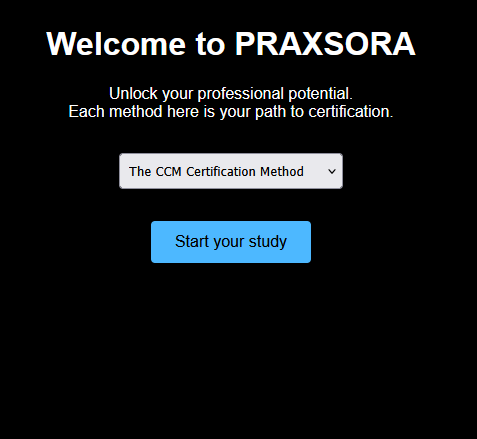 Welcome to PRAXSORA
Unlock your professional potential.
Each method here is your path to certification.
The CCM Certification Method
Start your study